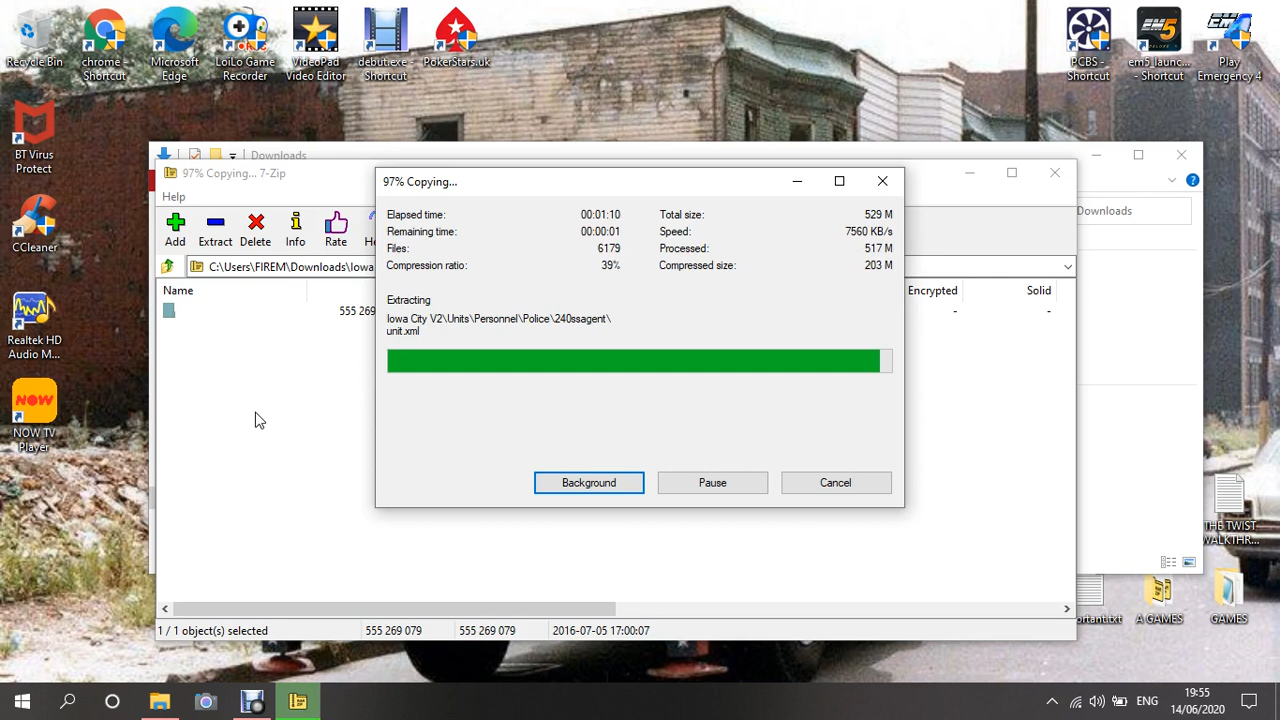 Recycle Bin
chrome -
Shortcut
Microsoft
Edge
LoiLo Game
Recorder
VideoPad
Video Editor
debut.exe -
Shortcut
PokerStars.uk
PCBS -
Shortcut
EM5
em5_launc...
- Shortcut
Play
Emergency 4
BT Virus
Protect
CCleaner
Realtek HD
Audio M...
NOW
NOW TV
Player
Downloads
Downloads
97% Copying... 7-Zip
Help
Add
Extract
Delete
Info
Rate
He
C:\Users\FIREM\Downloads\Iowa
Name
Encrypted
Solid
555 269
-
-
97% Copying...
Elapsed time:
00:01:10
Total size:
529 M
Remaining time:
00:00:01
Speed:
7560 KB/s
Files:
6179
Processed:
517 M
Compression ratio:
39%
Compressed size:
203 M
Extracting
Iowa City V2\Units\Personnel\Police\240ssagent\
unit.xml
Background
Pause
Cancel
1 / 1 object(s) selected
555 269 079
555 269 079
2016-07-05 17:00:07
THE TWIST
WALKTHR...
ortant.txt
A GAMES
GAMES
ENG
19:55
14/06/2020